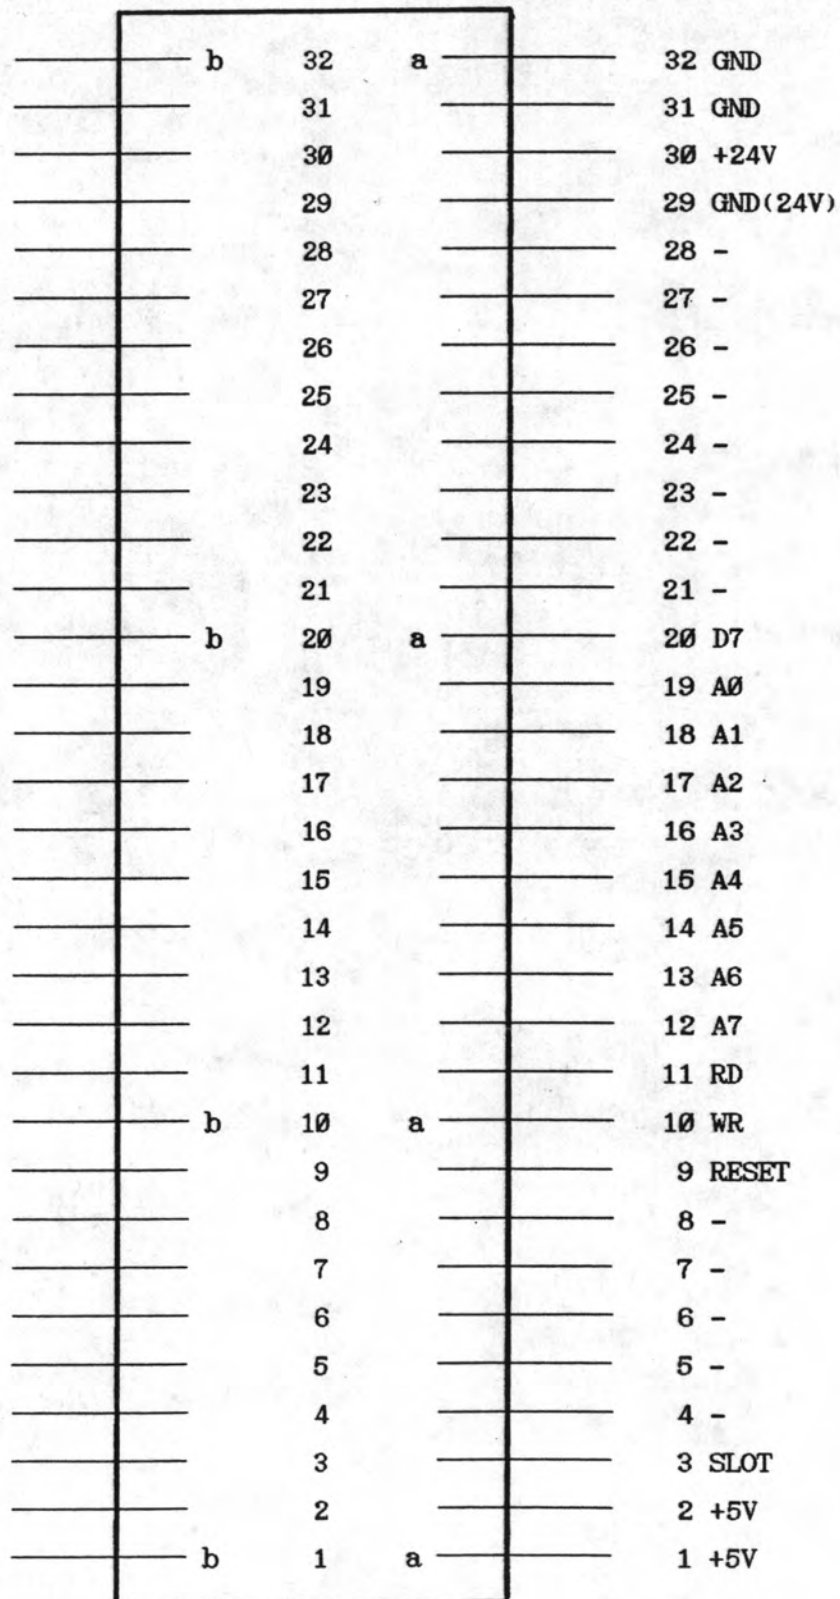 b 32 a 32 GND
31 31 GND
3Ø 3Ø +24V
29 29 GND(24V)
28 28 -
27 27 -
26 26 -
25 25 -
24 24 -
23 23 -
22 22 -
21 21 -
b 2Ø a 2Ø D7
19 19 AØ
18 18 A1
17 17 A2
16 16 A3
15 15 A4
14 14 A5
13 13 A6
12 12 A7
11 11 RD
b 1Ø a 1Ø WR
9 9 RESET
8 8 -
7 7 -
6 6 -
5 5 -
4 4 -
3 3 SLOT
2 2 +5V
b 1 a 1 +5V